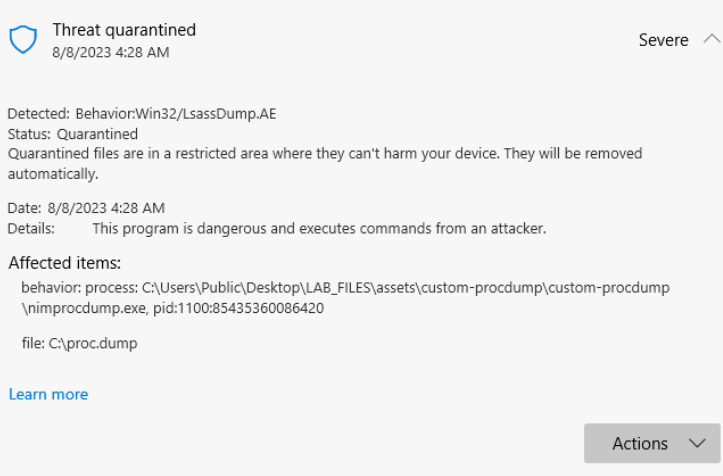 Threat quarantined
8/8/2023 4:28 AM
Severe
Detected: Behavior:Win32/LsassDump.AE
Status: Quarantined
Quarantined files are in a restricted area where they can't harm your device. They will be removed
automatically.
Date: 8/8/2023 4:28 AM
Details: This program is dangerous and executes commands from an attacker.
Affected items:
behavior: process: C:\Users\Public\Desktop\LAB_FILES\assets\custom-procdump\custom-procdump
\nimprocdump.exe, pid:1100:85435360086420
file: C:\proc.dump
Learn more
Actions